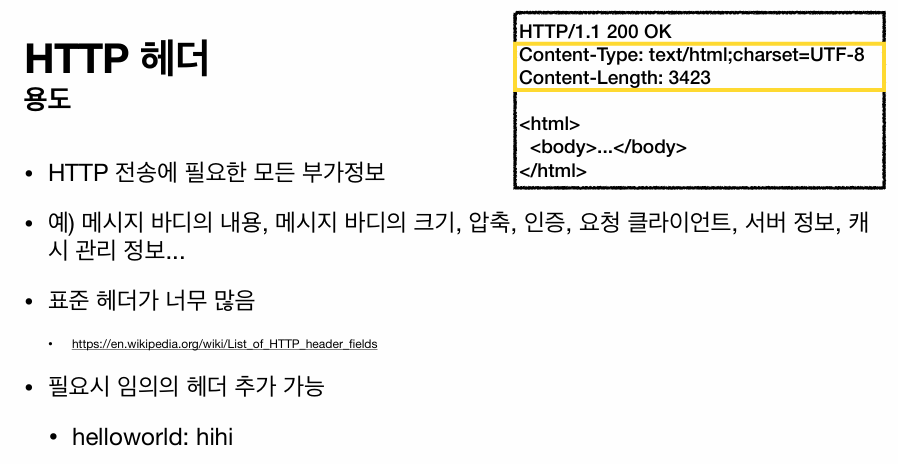 HTTP 헤더
용도
HTTP/1.1 200 OK
Content-Type: text/html;charset=UTF-8
Content-Length: 3423
<html>
<body>...</body>
</html>
• HTTP 전송에 필요한 모든 부가정보
• 예) 메시지 바디의 내용, 메시지 바디의 크기, 압축, 인증, 요청 클라이언트, 서버 정보, 캐
시 관리 정보...
• 표준 헤더가 너무 많음
• https://en.wikipedia.org/wiki/List_of_HTTP_header_fields
• 필요시 임의의 헤더 추가 가능
• helloworld: hihi